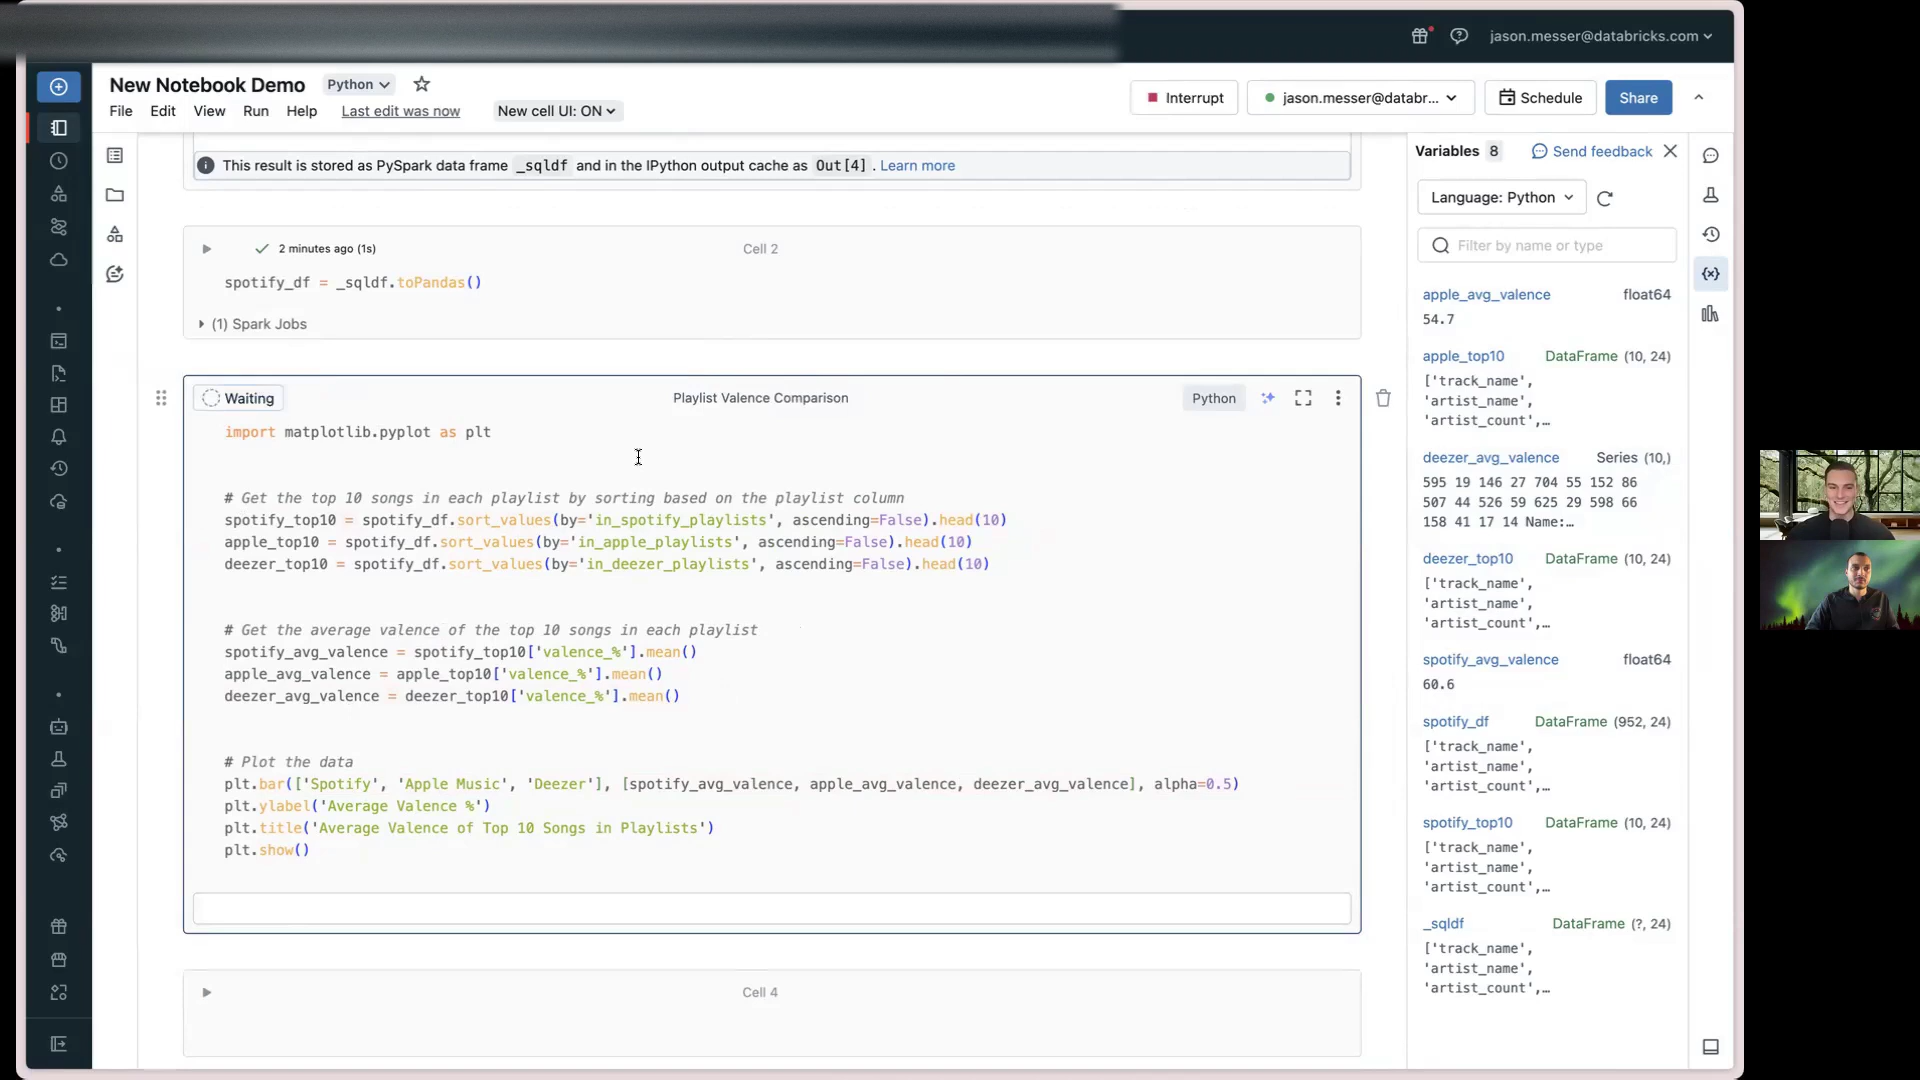 jason.messer@databricks.com
New Notebook Demo
Python
Interrupt
jason.messer@databr...
Schedule
Share
File
Edit
View
Run
Help
Last edit was now
New cell UI: ON
This result is stored as PySpark data frame _sqldf and in the IPython output cache as Out[4]. Learn more
2 minutes ago (1s)
Cell 2
spotify_df = _sqldf.toPandas()
(1) Spark Jobs
Waiting
Playlist Valence Comparison
Python
import matplotlib.pyplot as plt
# Get the top 10 songs in each playlist by sorting based on the playlist column
spotify_top10 = spotify_df.sort_values(by='in_spotify_playlists', ascending=False).head(10)
apple_top10 = spotify_df.sort_values(by='in_apple_playlists', ascending=False).head(10)
deezer_top10 = spotify_df.sort_values(by='in_deezer_playlists', ascending=False).head(10)
# Get the average valence of the top 10 songs in each playlist
spotify_avg_valence = spotify_top10['valence_%'].mean()
apple_avg_valence = apple_top10['valence_%'].mean()
deezer_avg_valence = deezer_top10['valence_%'].mean()
# Plot the data
plt.bar(['Spotify', 'Apple Music', 'Deezer'], [spotify_avg_valence, apple_avg_valence, deezer_avg_valence], alpha=0.5)
plt.ylabel('Average Valence %')
plt.title('Average Valence of Top 10 Songs in Playlists')
plt.show()
Cell 4
Variables 8
Send feedback
Language: Python
Filter by name or type
apple_avg_valence float64
54.7
apple_top10 DataFrame (10, 24)
['track_name',
'artist_name',
'artist_count',...
deezer_avg_valence Series (10,)
595 19 146 27 704 55 152 86
507 44 526 59 625 29 598 66
158 41 17 14 Name:...
deezer_top10 DataFrame (10, 24)
['track_name',
'artist_name',
'artist_count',...
spotify_avg_valence float64
60.6
spotify_df DataFrame (952, 24)
['track_name',
'artist_name',
'artist_count',...
spotify_top10 DataFrame (10, 24)
['track_name',
'artist_name',
'artist_count',...
_sqldf DataFrame (?, 24)
['track_name',
'artist_name',
'artist_count',...